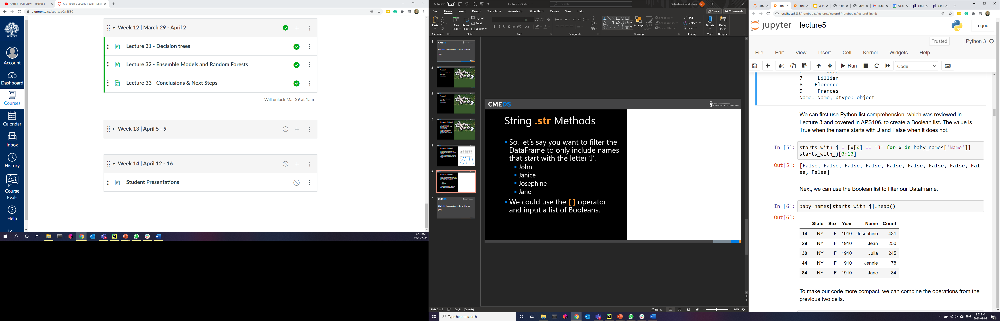 Arkells - Pub Crawl - YouTube
CIV1498H S LEC9301 20211:Spec
q.utoronto.ca/courses/215530
Account
Dashboard
Courses
Calendar
Inbox
History
Course
Evals
Help
Week 12 | March 29 - April 2
Lecture 31 - Decision trees
Lecture 32 - Ensemble Models and Random Forests
Lecture 33 - Conclusions & Next Steps
Will unlock Mar 29 at 1am
Week 13 | April 5 - 9
Week 14 | April 12 - 16
Student Presentations
2:51 PM
2021-01-06
AutoSave Off
Lecture 5 - Slide...
Search
Sebastian Goodfellow SG
File Home Insert Design Transitions Animations Slide Show Review View Help
Share Comments
Paste
New
Slide
Reuse
Slides
Layout
Reset
Section
Arrange
Quick
Styles
Shape Fill
Shape Outline
Shape Effects
Find
Replace
Select
Dictate
Design
Ideas
Clipboard Slides Font Paragraph Drawing Editing Voice Designer
1
2
3
4
5
6
7
CMEDS
UNIVERSITY OF TORONTO
String .str Methods
So, let's say you want to filter the
DataFrame to only include names
that start with the letter 'J'.
John
Janice
Josephine
Jane
We could use the [ ] operator
and input a list of Booleans.
Slide 6 of 7 English (Canada)
Notes
90%
Type here to search
localhost:8888/notebooks/lectures/lecture5/notebooks/lecture5.ipynb
jupyter lecture5
Logout
Trusted
Python 3
File Edit View Insert Cell Kernel Widgets Help
Run
Code
7 Lillian
8 Florence
9 Frances
Name: Name, dtype: object
We can first use Python list comprehension, which was reviewed in
Lecture 3 and covered in APS106, to create a Boolean list. The value is
True when the name starts with J and False when it does not.
In [5]: starts_with_j = [x[0] == 'J' for x in baby_names['Name']]
starts_with_j[0:10]
Out[5]: [False, False, False, False, False, False, False, False, Fal
se, False]
Next, we can use the Boolean list to filter our DataFrame.
In [6]: baby_names[starts_with_j].head()
Out[6]:
State Sex Year Name Count
14 NY F 1910 Josephine 431
29 NY F 1910 Jean 250
30 NY F 1910 Julia 245
44 NY F 1910 Jennie 178
84 NY F 1910 Jane 84
To make our code more compact, we can combine the operations from the
previous two cells.
ENG
2:51 PM
2021-01-06